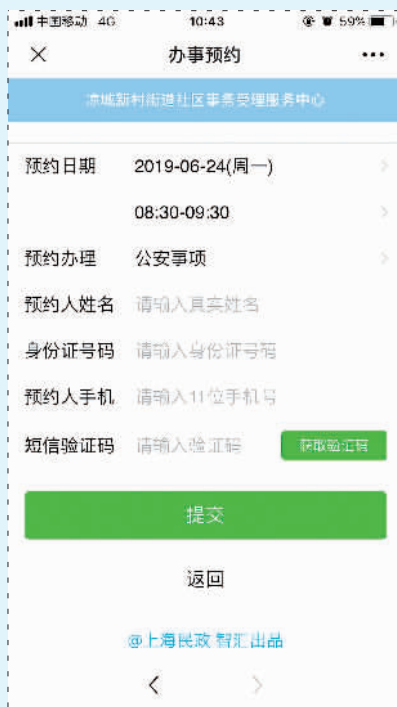 中国移动 4G 10:43 59%
办事预约
凉城新村街道社区事务受理服务中心
预约日期 2019-06-24(周一)
08:30-09:30
预约办理 公安事项
预约人姓名 请输入真实姓名
身份证号码 请输入身份证号码
预约人手机 请输入11位手机号
短信验证码 请输入验证码 获取验证码
提交
返回
@上海民政 智汇出品